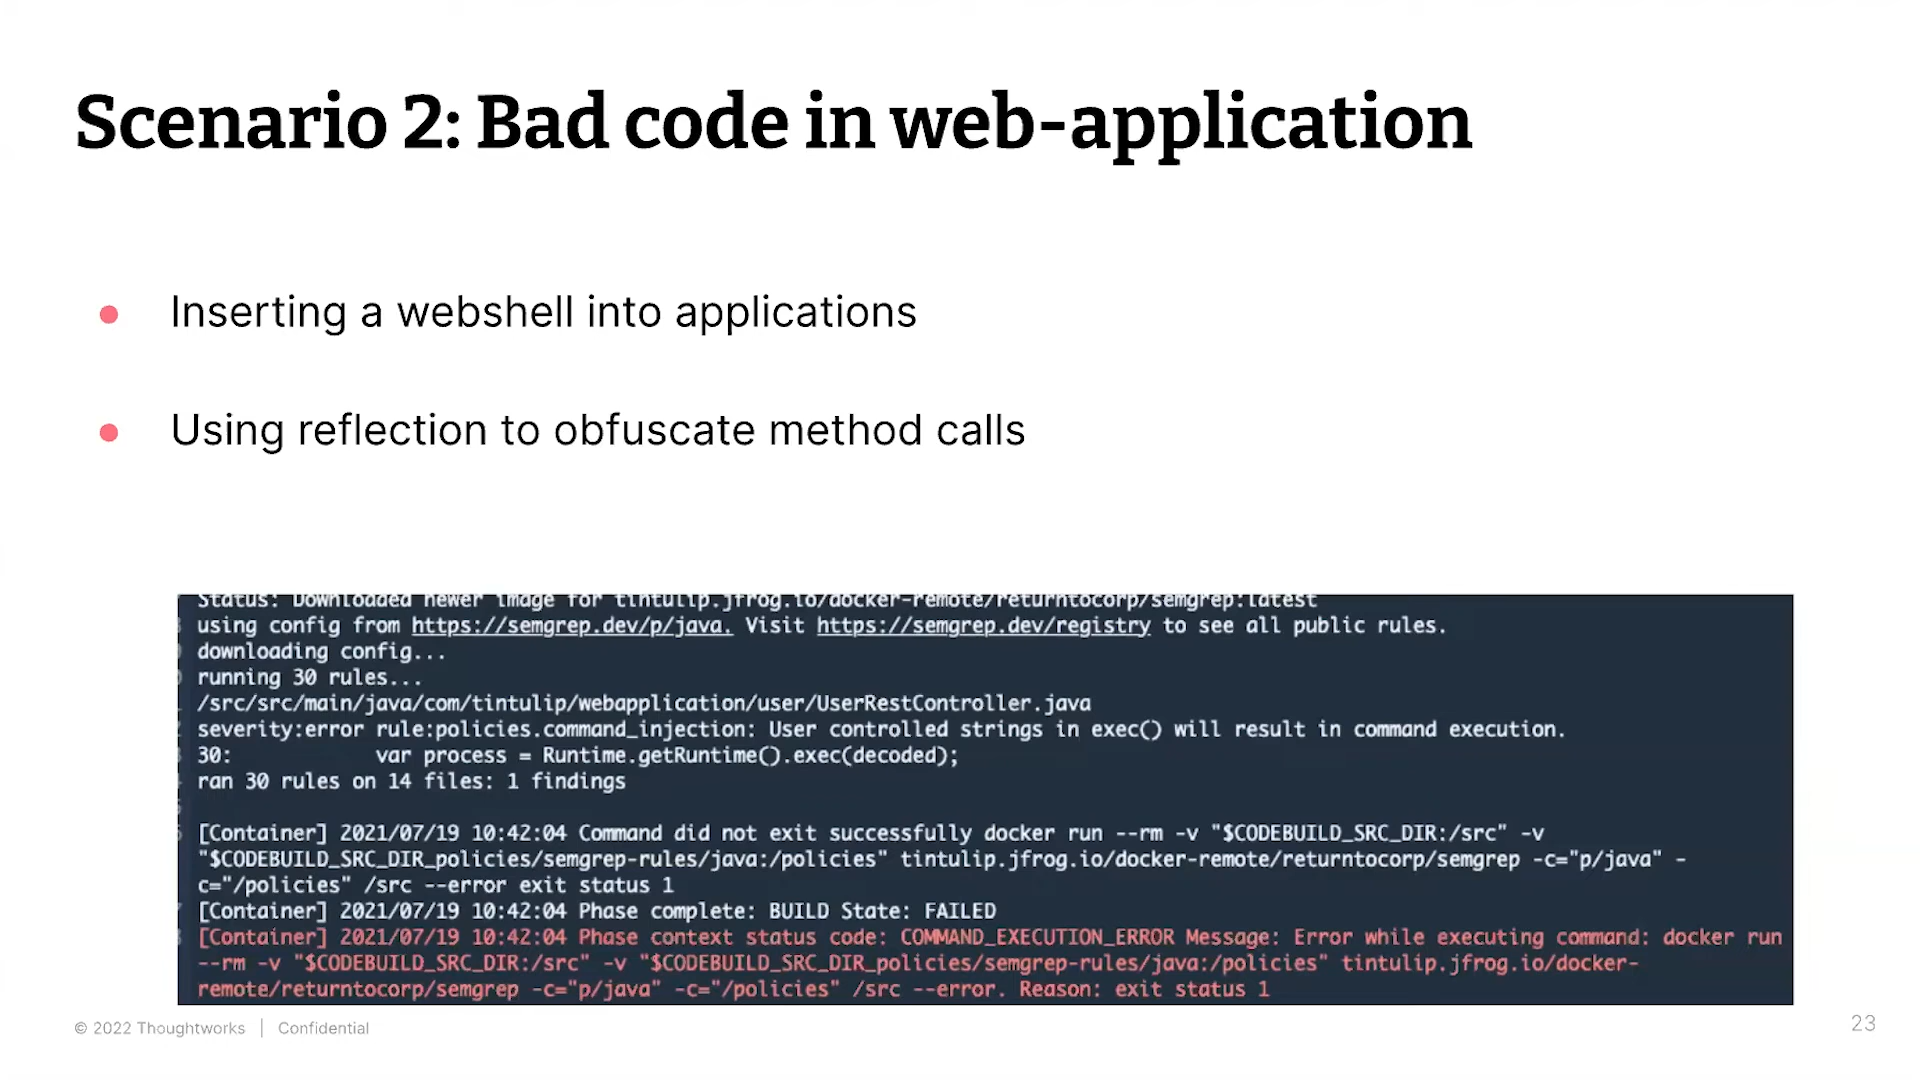 Scenario 2: Bad code in web-application
● Inserting a webshell into applications
● Using reflection to obfuscate method calls
Status: Downloaded newer image for tintulip.jfrog.io/docker-remote/returntocorp/semgrep:latest
using config from https://semgrep.dev/p/java. Visit https://semgrep.dev/registry to see all public rules.
downloading config...
running 30 rules...
/src/src/main/java/com/tintulip/webapplication/user/UserRestController.java
severity:error rule:policies.command_injection: User controlled strings in exec() will result in command execution.
30: var process = Runtime.getRuntime().exec(decoded);
ran 30 rules on 14 files: 1 findings
[Container] 2021/07/19 10:42:04 Command did not exit successfully docker run --rm -v "$CODEBUILD_SRC_DIR:/src" -v
"$CODEBUILD_SRC_DIR_policies/semgrep-rules/java:/policies" tintulip.jfrog.io/docker-remote/returntocorp/semgrep -c="p/java" -
c="/policies" /src --error exit status 1
[Container] 2021/07/19 10:42:04 Phase complete: BUILD State: FAILED
[Container] 2021/07/19 10:42:04 Phase context status code: COMMAND_EXECUTION_ERROR Message: Error while executing command: docker run
--rm -v "$CODEBUILD_SRC_DIR:/src" -v "$CODEBUILD_SRC_DIR_policies/semgrep-rules/java:/policies" tintulip.jfrog.io/docker-
remote/returntocorp/semgrep -c="p/java" -c="/policies" /src --error. Reason: exit status 1
© 2022 Thoughtworks | Confidential
23